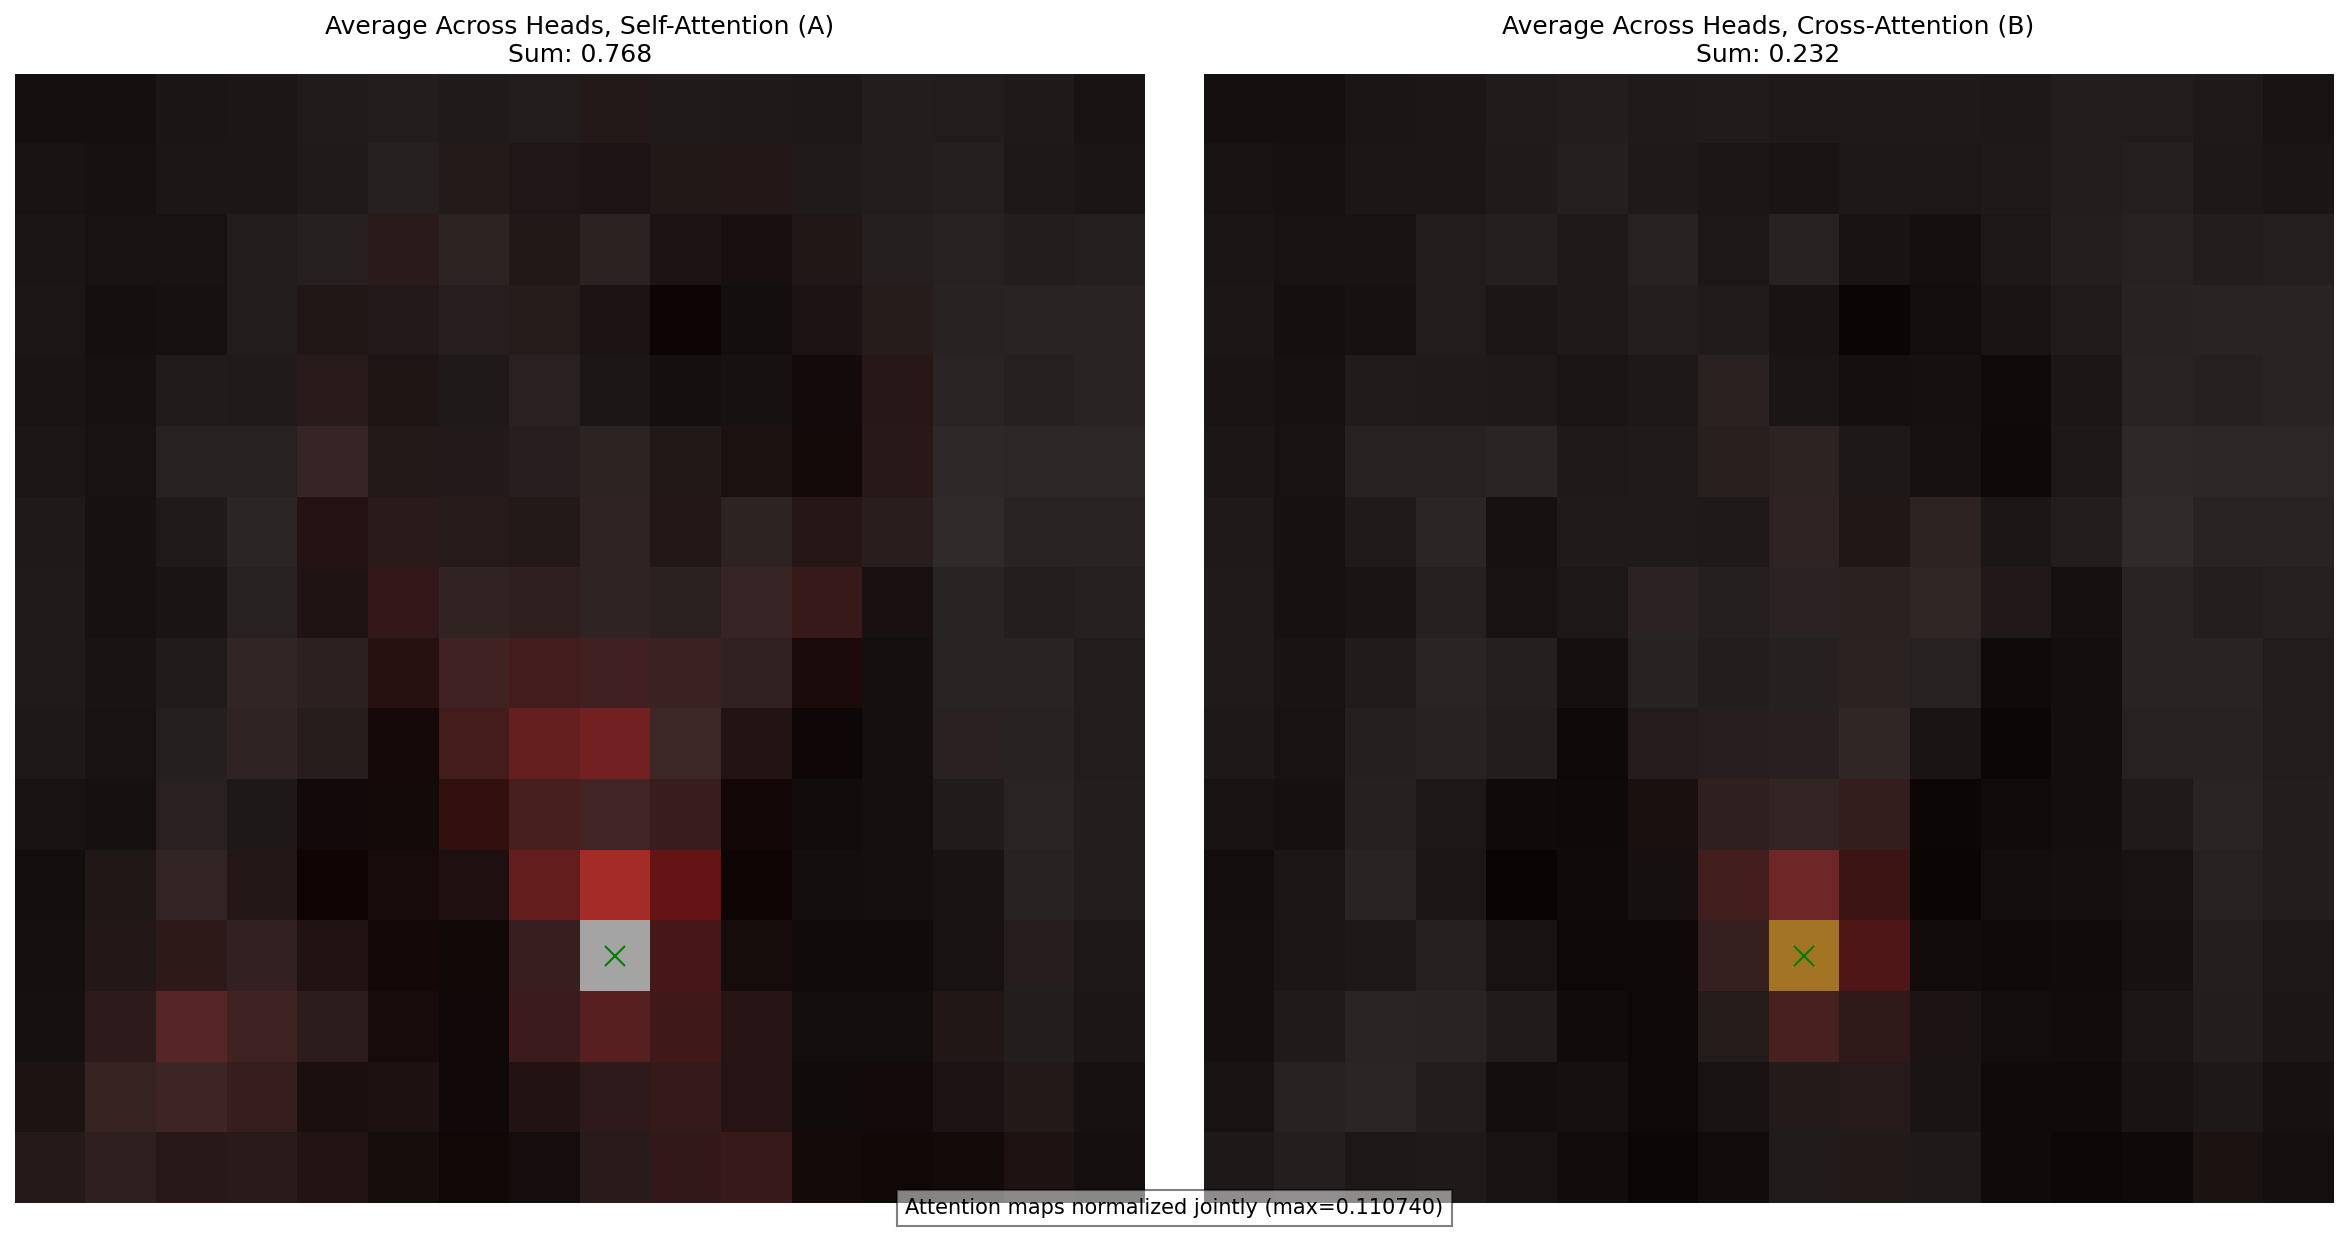 Average Across Heads, Self-Attention (A)
Sum: 0.768
Average Across Heads, Cross-Attention (B)
Sum: 0.232
Attention maps normalized jointly (max=0.110740)